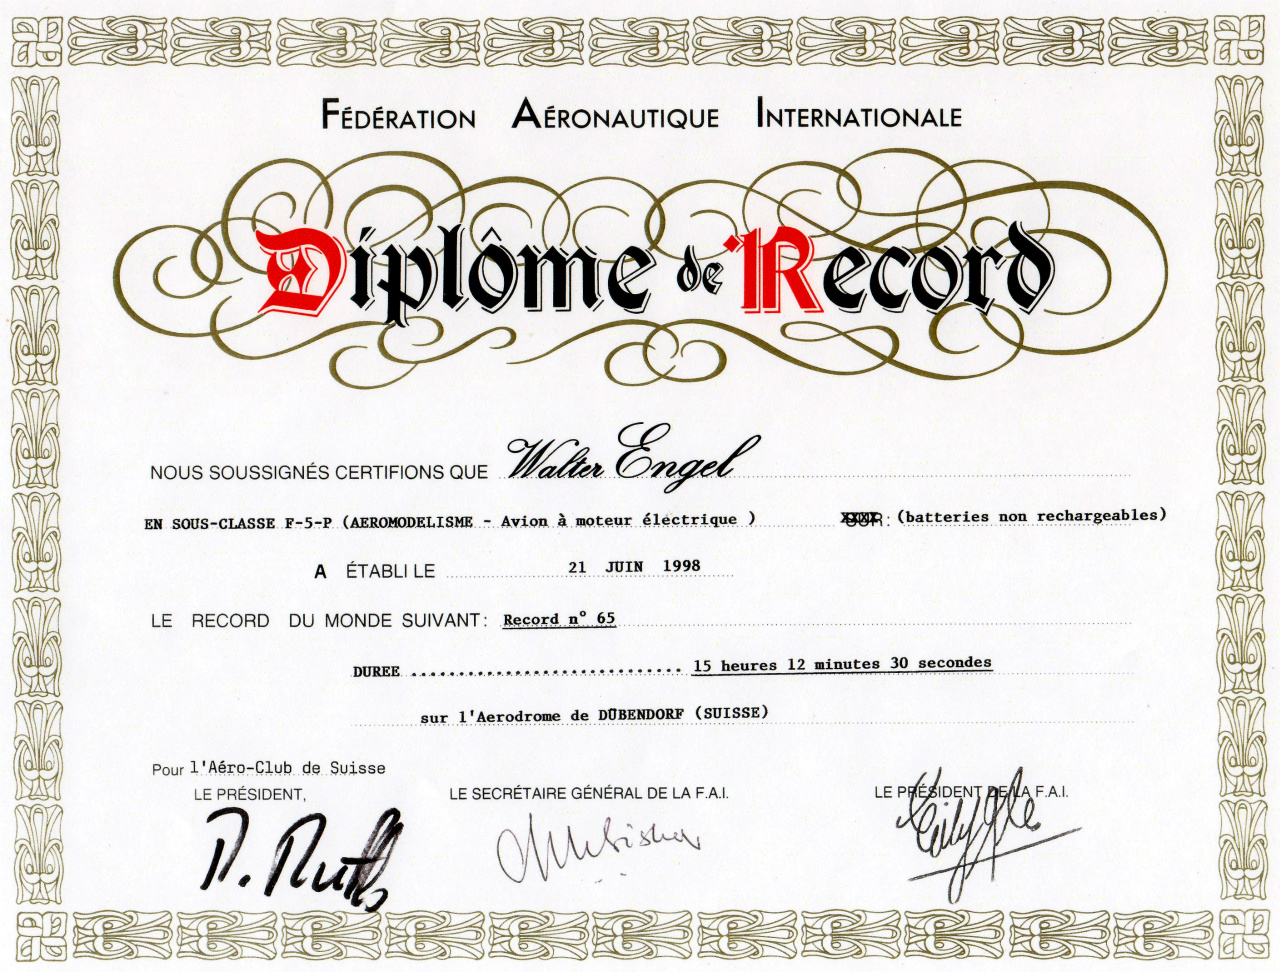 FÉDÉRATION AÉRONAUTIQUE INTERNATIONALE
Diplôme de Record
NOUS SOUSSIGNÉS CERTIFIONS QUE Walter Engel
EN SOUS-CLASSE F-5-P (AEROMODELISME - Avion à moteur électrique ) SUR: (batteries non rechargeables)
A ÉTABLI LE 21 JUIN 1998
LE RECORD DU MONDE SUIVANT: Record n° 65
DUREE ............................. 15 heures 12 minutes 30 secondes
sur l'Aerodrome de DÜBENDORF (SUISSE)
Pour l'Aéro-Club de Suisse
LE PRÉSIDENT, LE SECRÉTAIRE GÉNÉRAL DE LA F.A.I. LE PRÉSIDENT DE LA F.A.I.